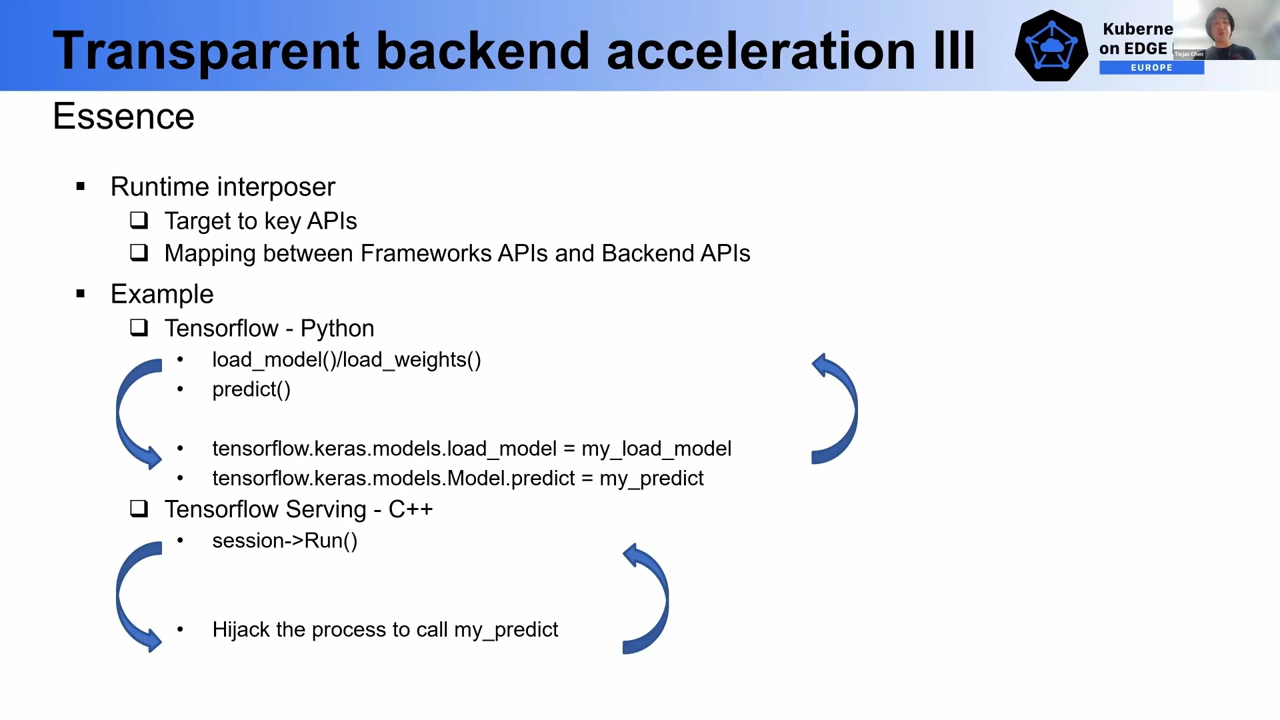 Transparent backend acceleration III
Kuberne
on EDGE
EUROPE
Tiejun Chen
Essence
Runtime interposer
Target to key APIs
Mapping between Frameworks APIs and Backend APIs
Example
Tensorflow - Python
load_model()/load_weights()
predict()
tensorflow.keras.models.load_model = my_load_model
tensorflow.keras.models.Model.predict = my_predict
Tensorflow Serving - C++
session->Run()
Hijack the process to call my_predict